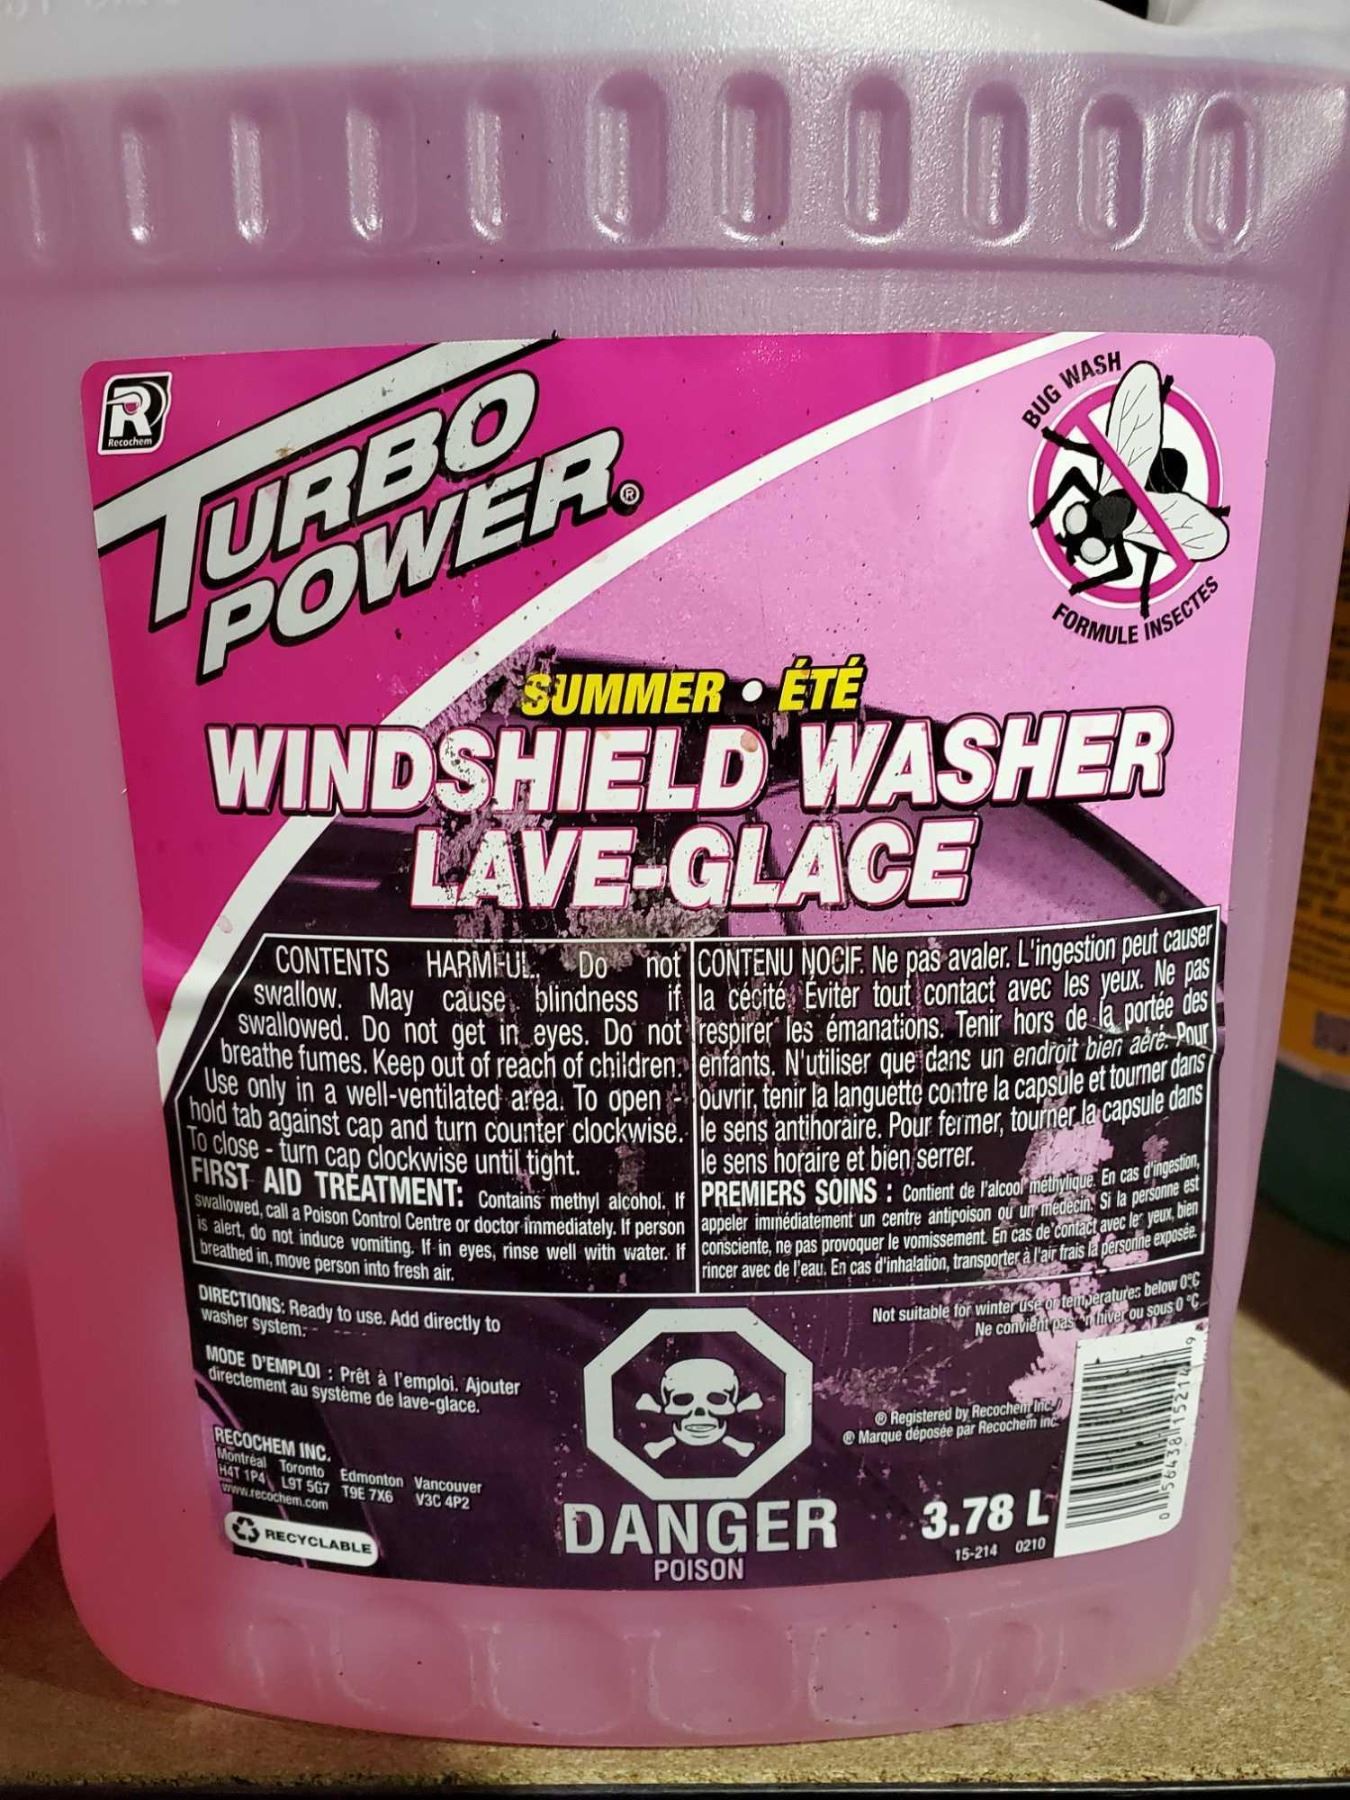 R
Recochem
TURBO
POWER®
BUG WASH
FORMULE INSECTES
SUMMER • ÉTÉ
WINDSHIELD WASHER
LAVE-GLACE
CONTENTS HARMFUL. Do not
swallow. May cause blindness if
swallowed. Do not get in eyes. Do not
breathe fumes. Keep out of reach of children.
Use only in a well-ventilated area. To open -
hold tab against cap and turn counter clockwise.
To close - turn cap clockwise until tight.
FIRST AID TREATMENT: Contains methyl alcohol. If
swallowed, call a Poison Control Centre or doctor immediately. If person
is alert, do not induce vomiting. If in eyes, rinse well with water. If
breathed in, move person into fresh air.
CONTENU NOCIF. Ne pas avaler. L'ingestion peut causer
la cécité. Éviter tout contact avec les yeux. Ne pas
respirer les émanations. Tenir hors de la portée des
enfants. N'utiliser que dans un endroit bien aéré. Pour
ouvrir, tenir la languette contre la capsule et tourner dans
le sens antihoraire. Pour fermer, tourner la capsule dans
le sens horaire et bien serrer.
PREMIERS SOINS : Contient de l'alcool méthylique. En cas d'ingestion,
appeler immédiatement un centre antipoison ou un médecin. Si la personne est
consciente, ne pas provoquer le vomissement. En cas de contact avec les yeux, bien
rincer avec de l'eau. En cas d'inhalation, transporter à l'air frais la personne exposée.
DIRECTIONS: Ready to use. Add directly to
washer system.
MODE D'EMPLOI : Prêt à l'emploi. Ajouter
directement au système de lave-glace.
Not suitable for winter use or temperatures below 0°C
Ne convient pas hiver ou sous 0 °C
RECOCHEM INC.
Montréal Toronto Edmonton Vancouver
H4T 1P4 L9T 5G7 T9E 7X6 V3C 4P2
www.recochem.com
RECYCLABLE
DANGER
POISON
® Registered by Recochem Inc.
® Marque déposée par Recochem inc.
3.78 L
15-214 0210
0 56438 15214 9